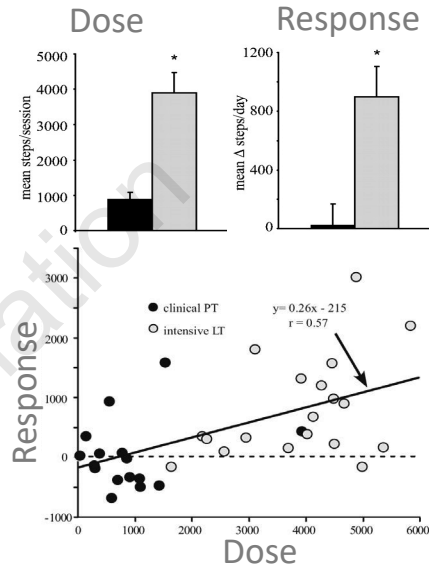 Dose
Response
mean steps/session
5000
4000
3000
2000
1000
0
*
mean Δ steps/day
1200
800
400
0
*
Response
3000
2000
1000
0
-1000
clinical PT
intensive LT
y= 0.26x - 215
r = 0.57
0 1000 2000 3000 4000 5000 6000
Dose